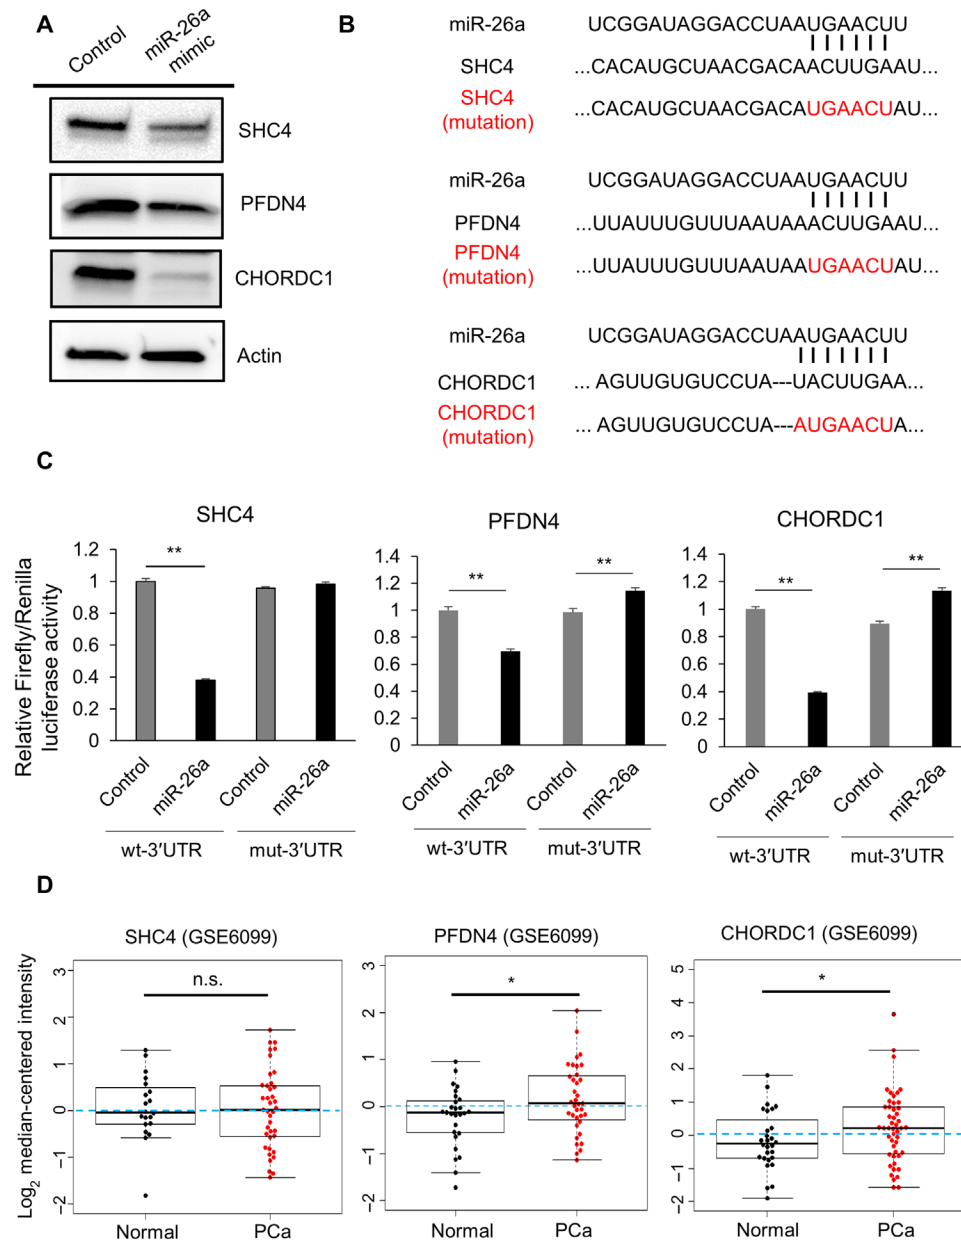 A
Control
miR-26a
mimic
SHC4
PFDN4
CHORDC1
Actin
B
miR-26a UCGGAUAGGACCUAAUGAACUU
SHC4 ...CACAUGCUAACGACAACUUGAAU...
SHC4
(mutation) ...CACAUGCUAACGACAUGAACUAU...
miR-26a UCGGAUAGGACCUAAUGAACUU
PFDN4 ...UUAUUUGUUUAAUAAACUUGAAU...
PFDN4
(mutation) ...UUAUUUGUUUAAUAAUGAACUAU...
miR-26a UCGGAUAGGACCUAAUGAACUU
CHORDC1 ... AGUUGUGUCCUA---UACUUGAA...
CHORDC1
(mutation) ... AGUUGUGUCCUA---AUGAACUA...
C
Relative Firefly/Renilla
luciferase activity
SHC4
1.2
1
0.8
0.6
0.4
0.2
0
**
Control
miR-26a
Control
miR-26a
wt-3′UTR
mut-3′UTR
PFDN4
1.4
1.2
1
0.8
0.6
0.4
0.2
0
**
**
Control
miR-26a
Control
miR-26a
wt-3′UTR
mut-3′UTR
CHORDC1
1.4
1.2
1
0.8
0.6
0.4
0.2
0
**
**
Control
miR-26a
Control
miR-26a
wt-3′UTR
mut-3′UTR
D
Log2 median-centered intensity
SHC4 (GSE6099)
3
2
1
0
−1
−2
n.s.
Normal
PCa
PFDN4 (GSE6099)
3
2
1
0
−1
−2
*
Normal
PCa
CHORDC1 (GSE6099)
5
4
3
2
1
0
−1
−2
*
Normal
PCa